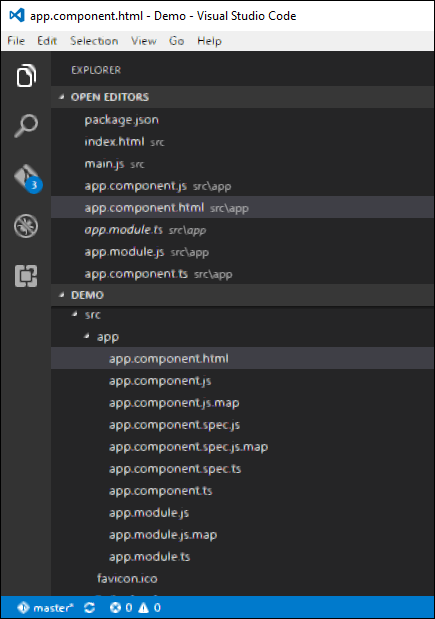 app.component.html - Demo - Visual Studio Code
File Edit Selection View Go Help
EXPLORER
OPEN EDITORS
package.json
index.html src
main.js src
app.component.js src\app
app.component.html src\app
app.module.ts src\app
app.module.js src\app
app.component.ts src\app
3
DEMO
src
app
app.component.html
app.component.js
app.component.js.map
app.component.spec.js
app.component.spec.js.map
app.component.spec.ts
app.component.ts
app.module.js
app.module.js.map
app.module.ts
favicon.ico
master* 0 0